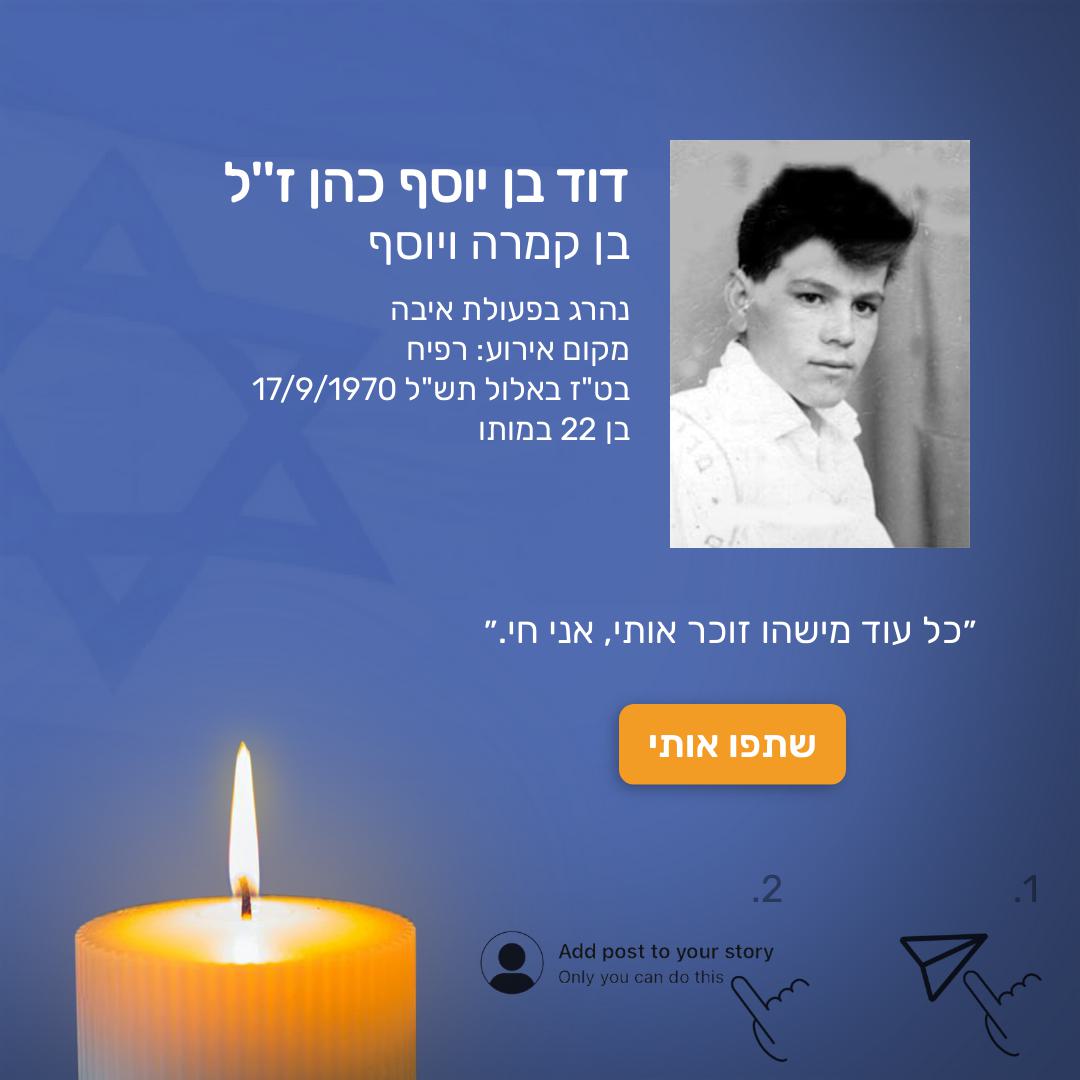 דוד בן יוסף כהן ז"ל
בן קמרה ויוסף
נהרג בפעולת איבה
מקום אירוע: רפיח
בט"ז באלול תש"ל 17/9/1970
בן 22 במותו
״כל עוד מישהו זוכר אותי, אני חי.״
שתפו אותי
1.
2.
Add post to your story
Only you can do this